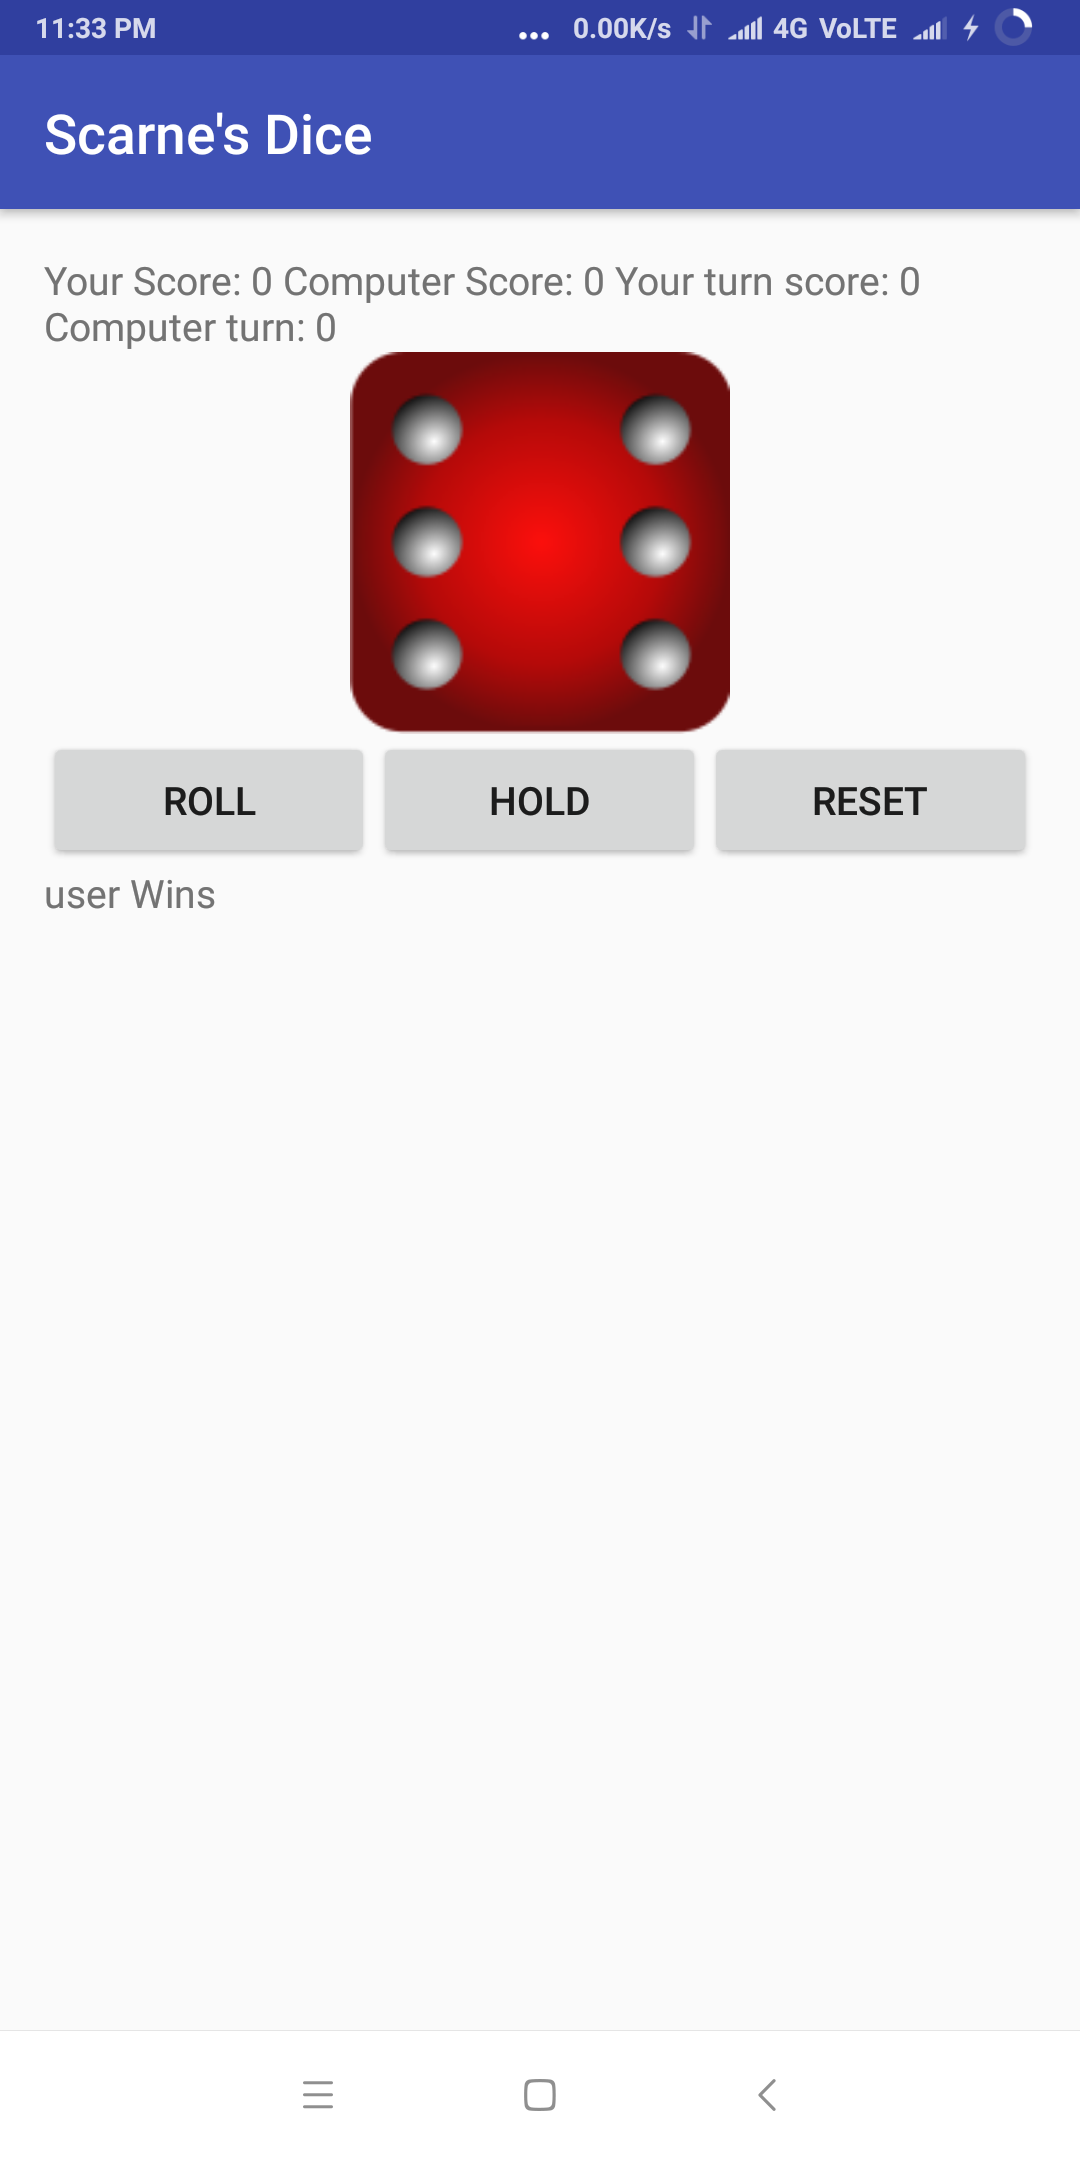 11:33 PM ... 0.00K/s 4G VoLTE
Scarne's Dice
Your Score: 0 Computer Score: 0 Your turn score: 0
Computer turn: 0
ROLL HOLD RESET
user Wins